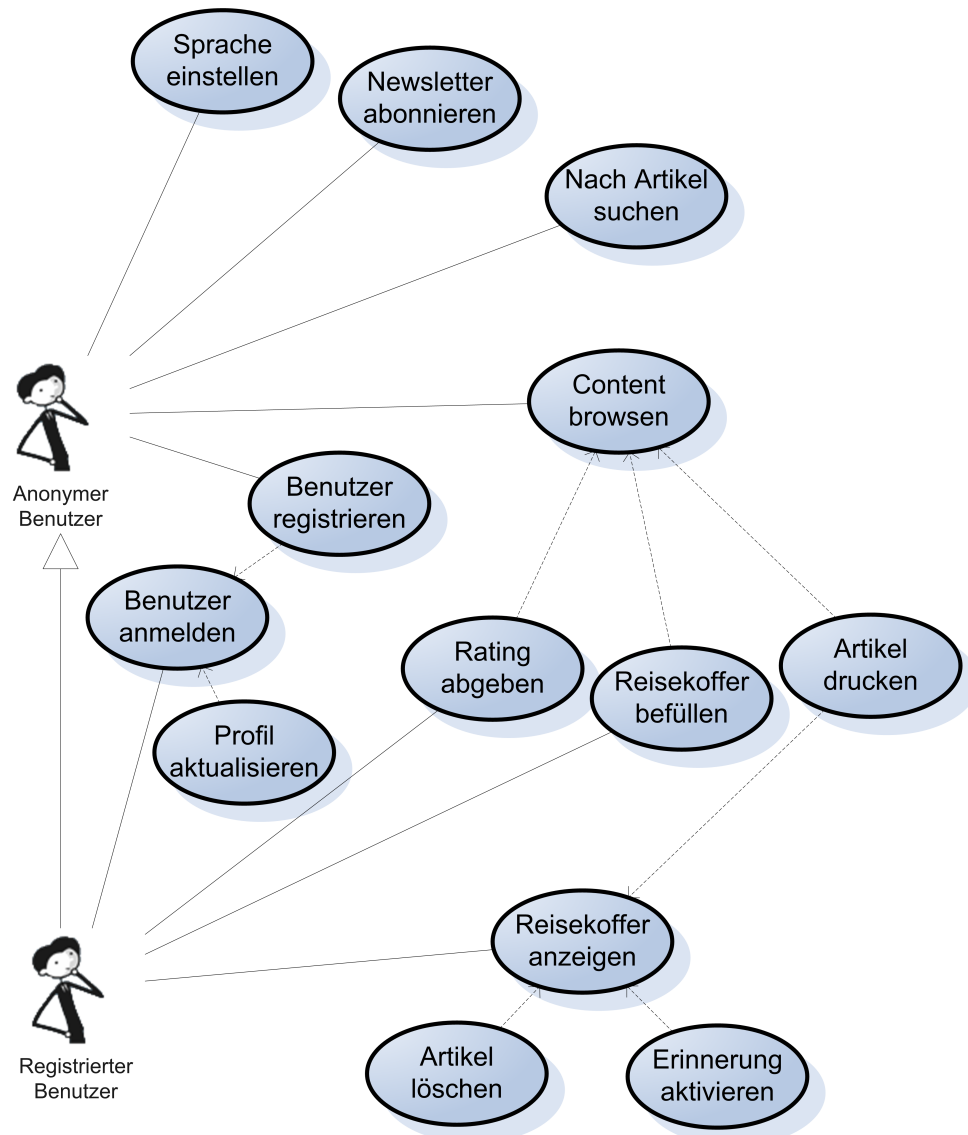 Sprache
einstellen
Newsletter
abonnieren
Nach Artikel
suchen
Content
browsen
Anonymer
Benutzer
Benutzer
registrieren
Benutzer
anmelden
Rating
abgeben
Reisekoffer
befüllen
Artikel
drucken
Profil
aktualisieren
Reisekoffer
anzeigen
Registrierter
Benutzer
Artikel
löschen
Erinnerung
aktivieren